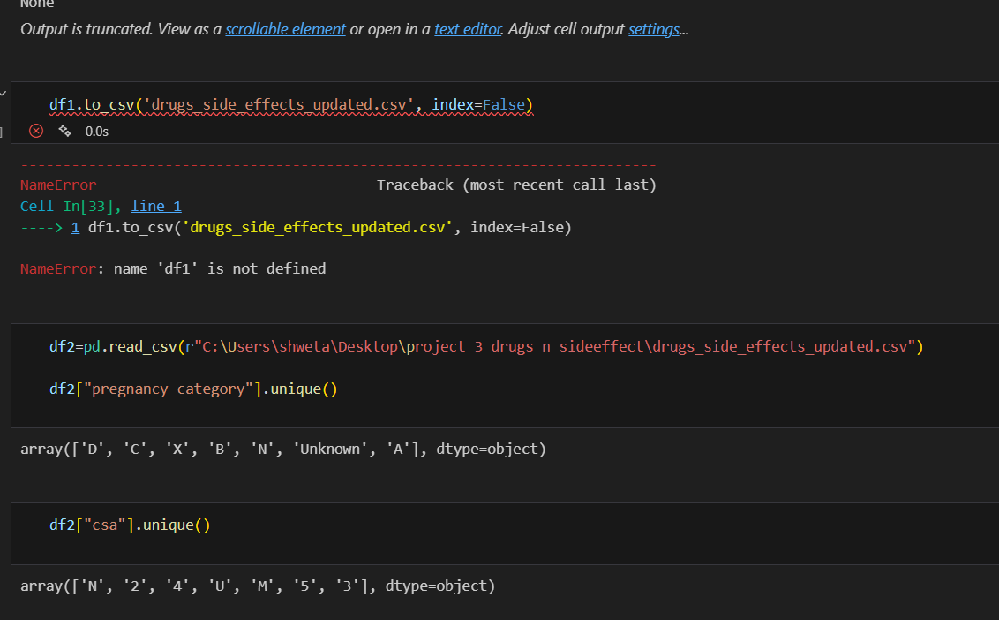 None
Output is truncated. View as a scrollable element or open in a text editor. Adjust cell output settings...
df1.to_csv('drugs_side_effects_updated.csv', index=False)
0.0s
---------------------------------------------------------------------------
NameError                                 Traceback (most recent call last)
Cell In[33], line 1
----> 1 df1.to_csv('drugs_side_effects_updated.csv', index=False)
NameError: name 'df1' is not defined
df2=pd.read_csv(r"C:\Users\shweta\Desktop\project 3 drugs n sideeffect\drugs_side_effects_updated.csv")
df2["pregnancy_category"].unique()
array(['D', 'C', 'X', 'B', 'N', 'Unknown', 'A'], dtype=object)
df2["csa"].unique()
array(['N', '2', '4', 'U', 'M', '5', '3'], dtype=object)